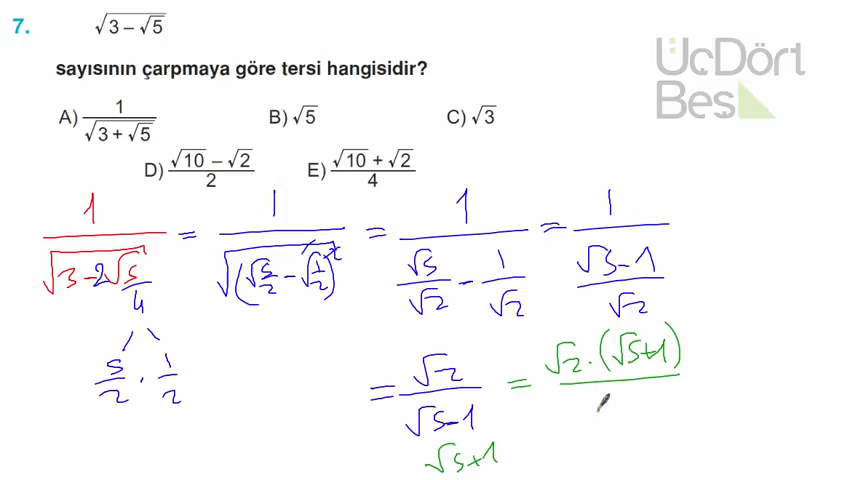 7. √(3 – √5)
ÜçDört
Beş
sayısının çarpmaya göre tersi hangisidir?
A) 1/√(3 + √5) B) √5 C) √3
D) (√10 – √2)/2 E) (√10 + √2)/4
1/√(3 – 2√(5/4)) = 1/√((√(5/2) – √(1/2))²) = 1/(√5/√2 – 1/√2) = 1/((√5 – 1)/√2)
5/2 · 1/2
= √2/(√5 – 1) = √2 · (√5+1)
√5+1